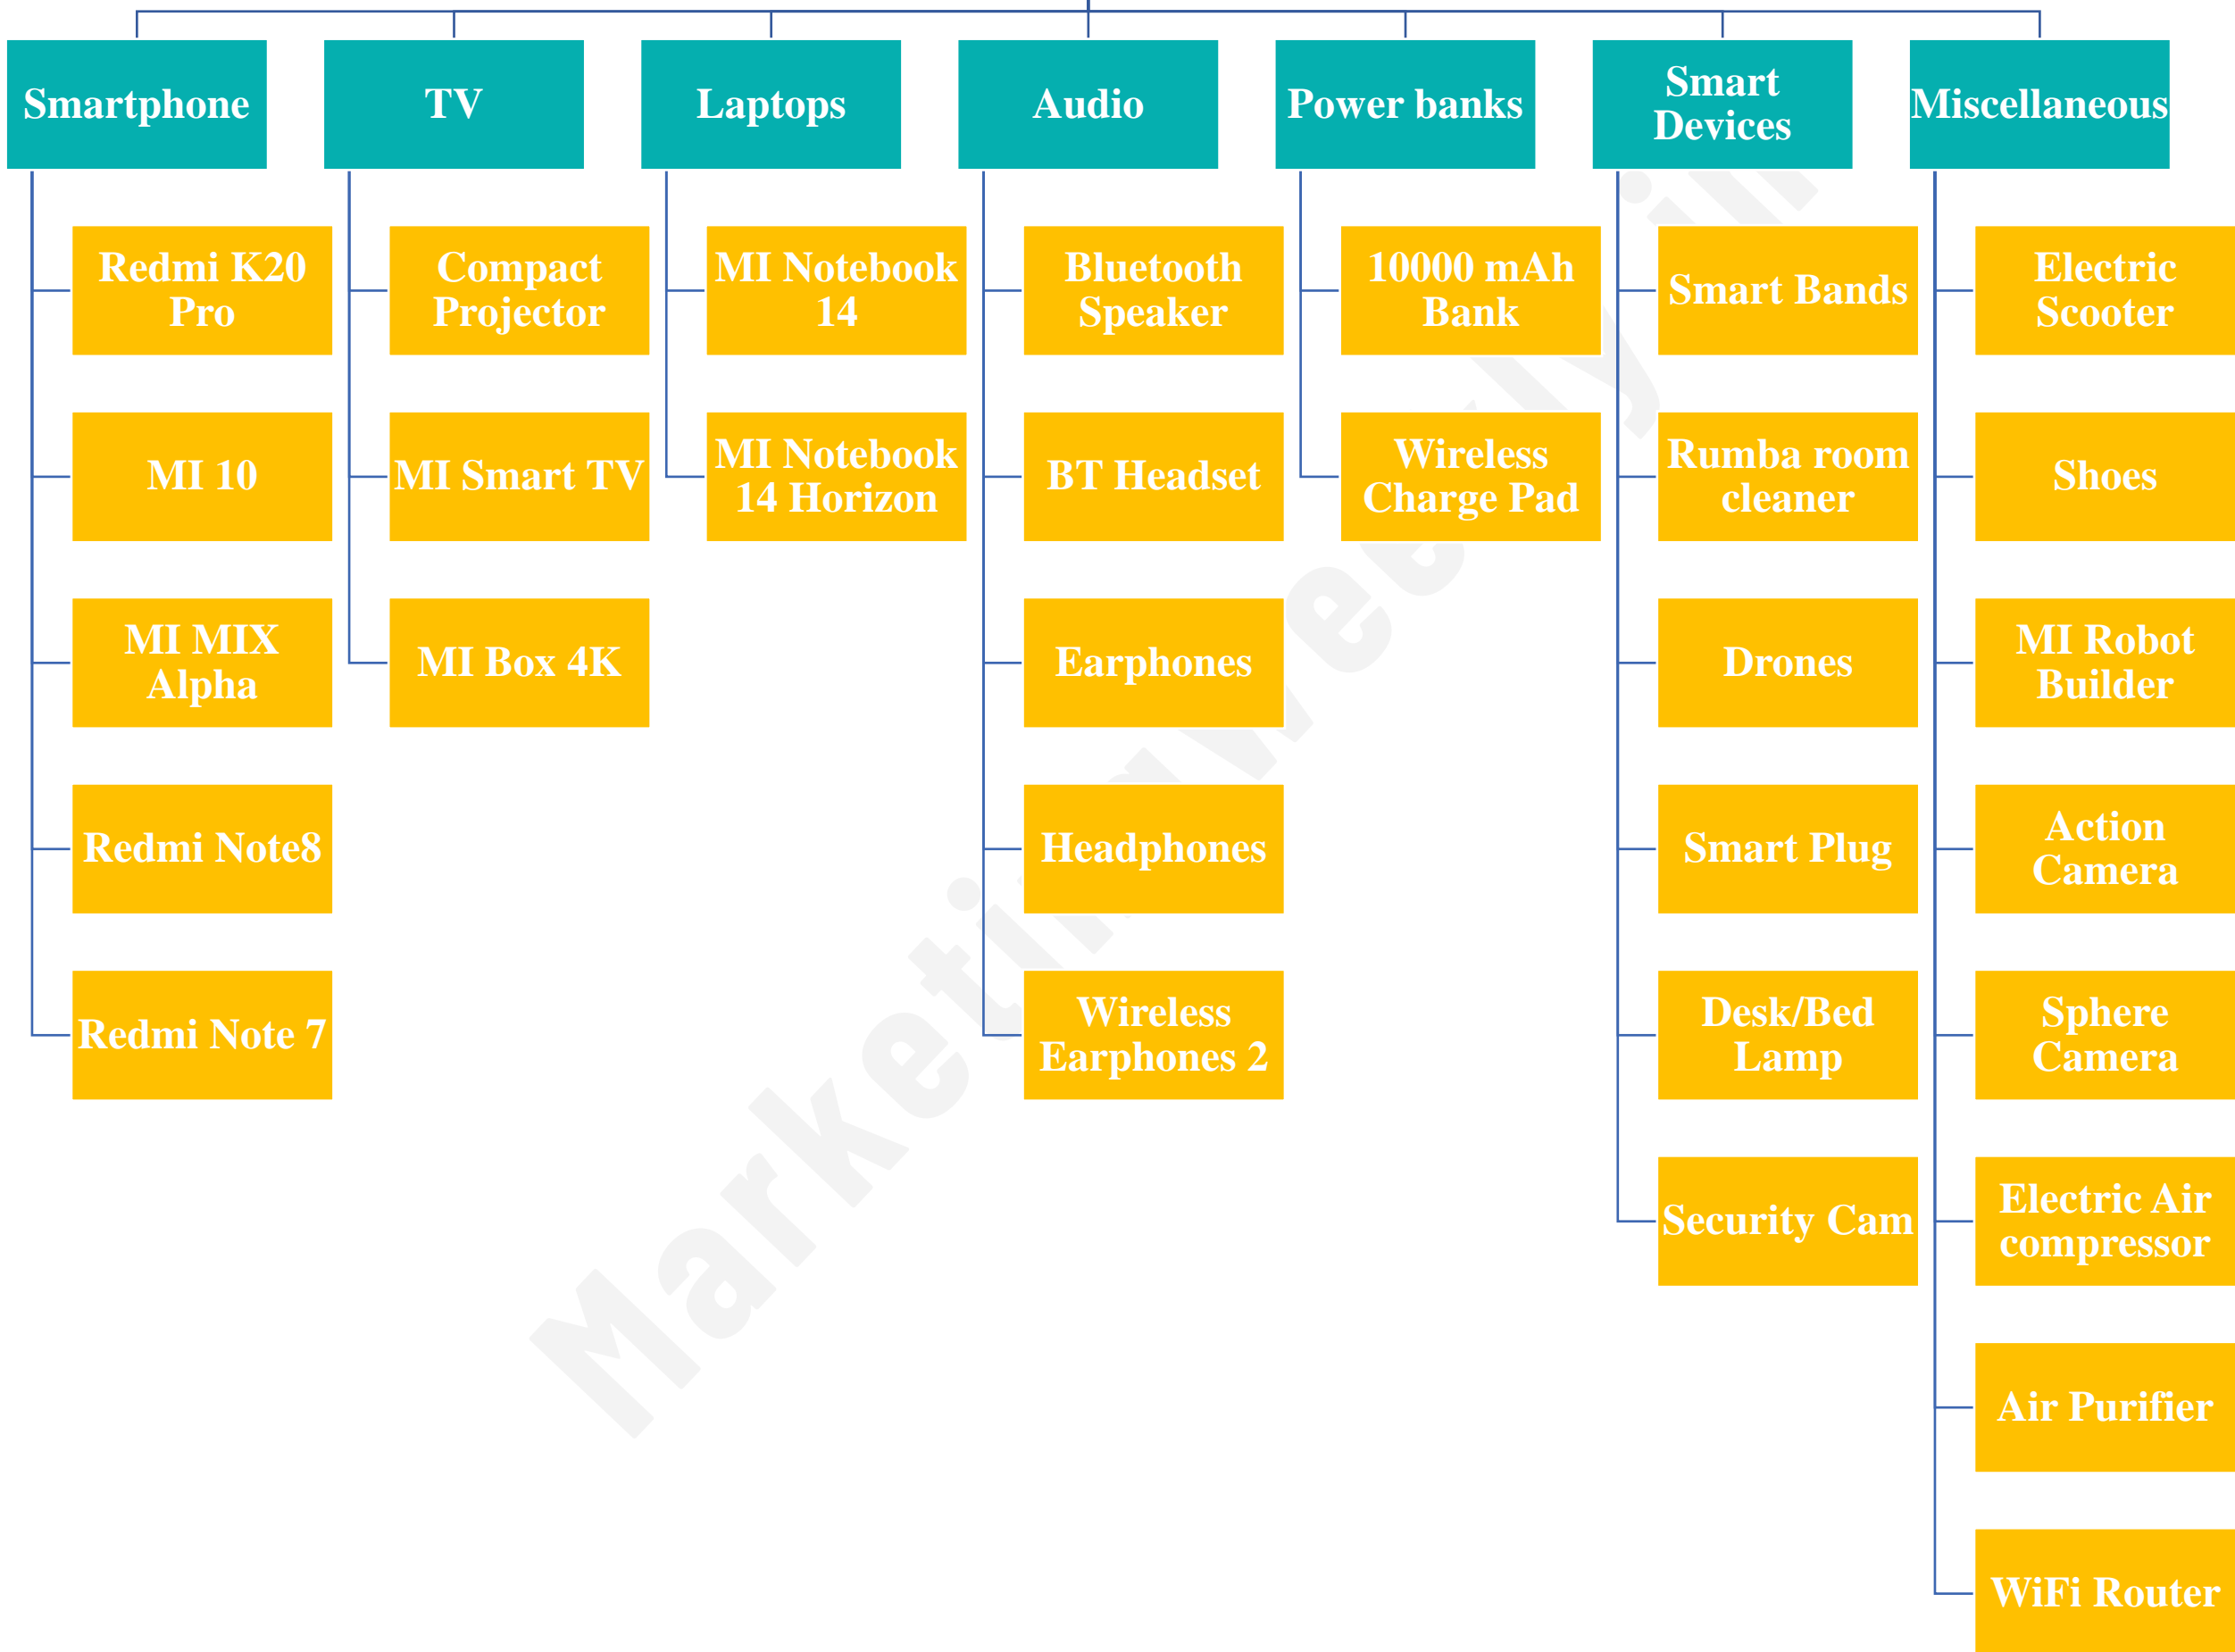 Smartphone
TV
Laptops
Audio
Power banks
Smart
Devices
Miscellaneous
Redmi K20
Pro
MI 10
MI MIX
Alpha
Redmi Note8
Redmi Note 7
Compact
Projector
MI Smart TV
MI Box 4K
MI Notebook
14
MI Notebook
14 Horizon
Bluetooth
Speaker
BT Headset
Earphones
Headphones
Wireless
Earphones 2
10000 mAh
Bank
Wireless
Charge Pad
Smart Bands
Rumba room
cleaner
Drones
Smart Plug
Desk/Bed
Lamp
Security Cam
Electric
Scooter
Shoes
MI Robot
Builder
Action
Camera
Sphere
Camera
Electric Air
compressor
Air Purifier
WiFi Router